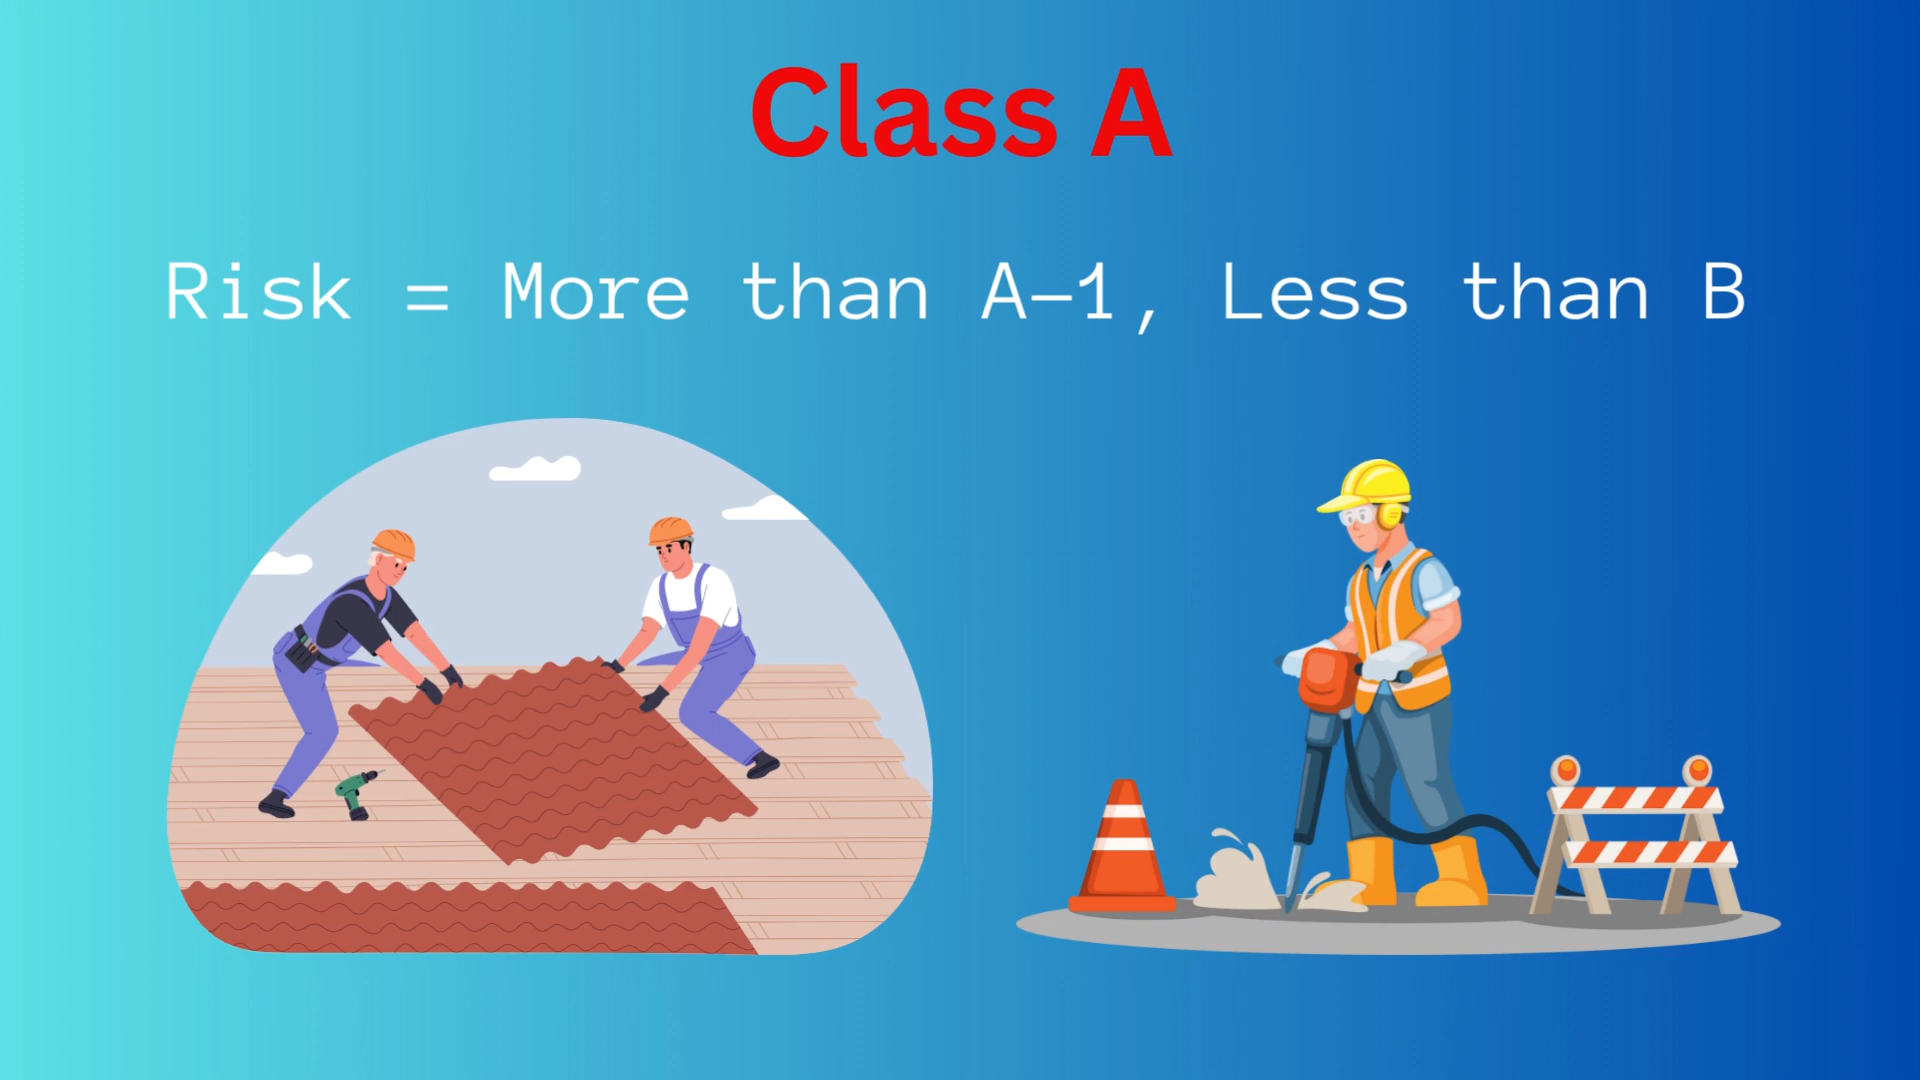 Class A
Risk = More than A-1, Less than B